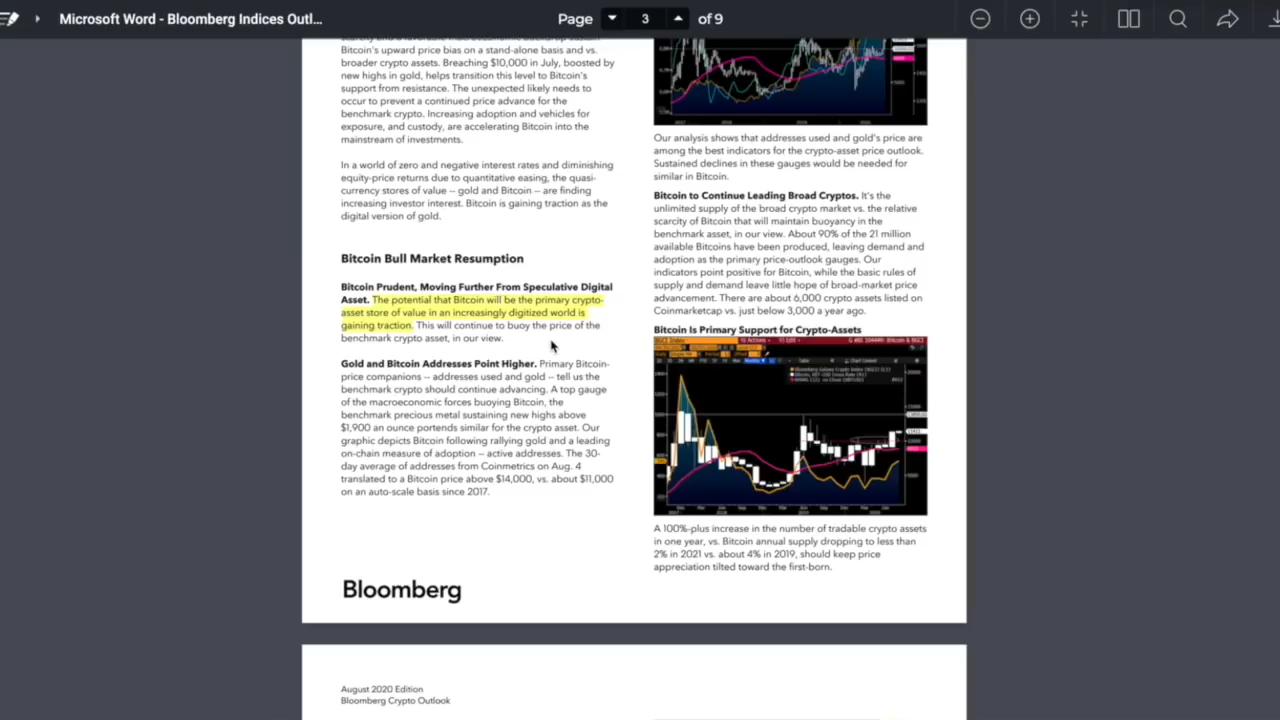 Microsoft Word - Bloomberg Indices Outl...
Page 3 of 9
Bitcoin's upward price bias on a stand-alone basis and vs.
broader crypto assets. Breaching $10,000 in July, boosted by
new highs in gold, helps transition this level to Bitcoin's
support from resistance. The unexpected likely needs to
occur to prevent a continued price advance for the
benchmark crypto. Increasing adoption and vehicles for
exposure, and custody, are accelerating Bitcoin into the
mainstream of investments.
In a world of zero and negative interest rates and diminishing
equity-price returns due to quantitative easing, the quasi-
currency stores of value -- gold and Bitcoin -- are finding
increasing investor interest. Bitcoin is gaining traction as the
digital version of gold.
Bitcoin Bull Market Resumption
Bitcoin Prudent, Moving Further From Speculative Digital
Asset. The potential that Bitcoin will be the primary crypto-
asset store of value in an increasingly digitized world is
gaining traction. This will continue to buoy the price of the
benchmark crypto asset, in our view.
Gold and Bitcoin Addresses Point Higher. Primary Bitcoin-
price companions -- addresses used and gold -- tell us the
benchmark crypto should continue advancing. A top gauge
of the macroeconomic forces buoying Bitcoin, the
benchmark precious metal sustaining new highs above
$1,900 an ounce portends similar for the crypto asset. Our
graphic depicts Bitcoin following rallying gold and a leading
on-chain measure of adoption -- active addresses. The 30-
day average of addresses from Coinmetrics on Aug. 4
translated to a Bitcoin price above $14,000, vs. about $11,000
on an auto-scale basis since 2017.
Our analysis shows that addresses used and gold's price are
among the best indicators for the crypto-asset price outlook.
Sustained declines in these gauges would be needed for
similar in Bitcoin.
Bitcoin to Continue Leading Broad Cryptos. It's the
unlimited supply of the broad crypto market vs. the relative
scarcity of Bitcoin that will maintain buoyancy in the
benchmark asset, in our view. About 90% of the 21 million
available Bitcoins have been produced, leaving demand and
adoption as the primary price-outlook gauges. Our
indicators point positive for Bitcoin, while the basic rules of
supply and demand leave little hope of broad-market price
advancement. There are about 6,000 crypto assets listed on
Coinmarketcap vs. just below 3,000 a year ago.
Bitcoin Is Primary Support for Crypto-Assets
A 100%-plus increase in the number of tradable crypto assets
in one year, vs. Bitcoin annual supply dropping to less than
2% in 2021 vs. about 4% in 2019, should keep price
appreciation tilted toward the first-born.
Bloomberg
August 2020 Edition
Bloomberg Crypto Outlook